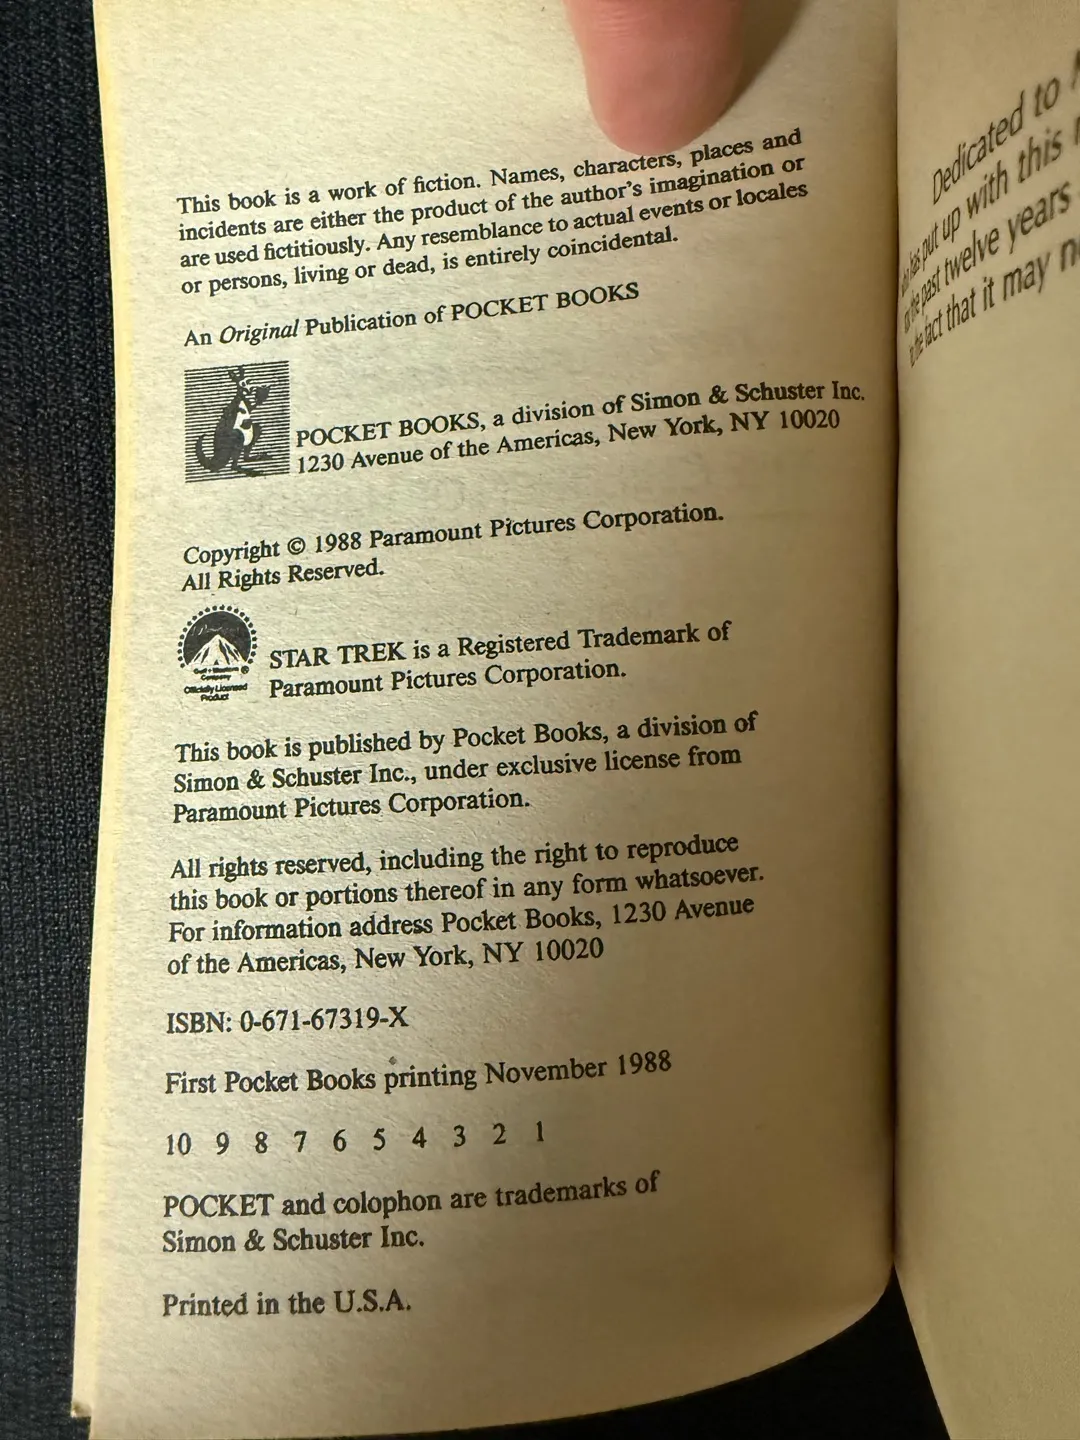 This book is a work of fiction. Names, characters, places and
incidents are either the product of the author's imagination or
are used fictitiously. Any resemblance to actual events or locales
or persons, living or dead, is entirely coincidental.
An Original Publication of POCKET BOOKS
POCKET BOOKS, a division of Simon & Schuster Inc.
1230 Avenue of the Americas, New York, NY 10020
Copyright © 1988 Paramount Pictures Corporation.
All Rights Reserved.
Gulf + Western
Company
®
Officially Licensed
Product
STAR TREK is a Registered Trademark of
Paramount Pictures Corporation.
This book is published by Pocket Books, a division of
Simon & Schuster Inc., under exclusive license from
Paramount Pictures Corporation.
All rights reserved, including the right to reproduce
this book or portions thereof in any form whatsoever.
For information address Pocket Books, 1230 Avenue
of the Americas, New York, NY 10020
ISBN: 0-671-67319-X
First Pocket Books printing November 1988
10 9 8 7 6 5 4 3 2 1
POCKET and colophon are trademarks of
Simon & Schuster Inc.
Printed in the U.S.A.
Dedicated to
has put up with this
past twelve years
fact that it may